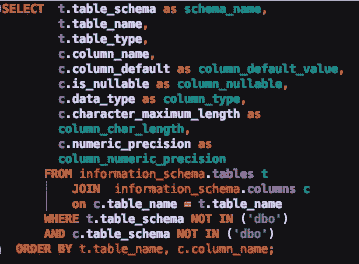 SELECT t.table_schema as schema_name,
t.table_name,
t.table_type,
c.column_name,
c.column_default as column_default_value,
c.is_nullable as column_nullable,
c.data_type as column_type,
c.character_maximum_length as
column_char_length,
c.numeric_precision as
column_numeric_precision
FROM information_schema.tables t
JOIN information_schema.columns c
on c.table_name = t.table_name
WHERE t.table_schema NOT IN ('dbo')
AND c.table_schema NOT IN ('dbo')
ORDER BY t.table_name, c.column_name;